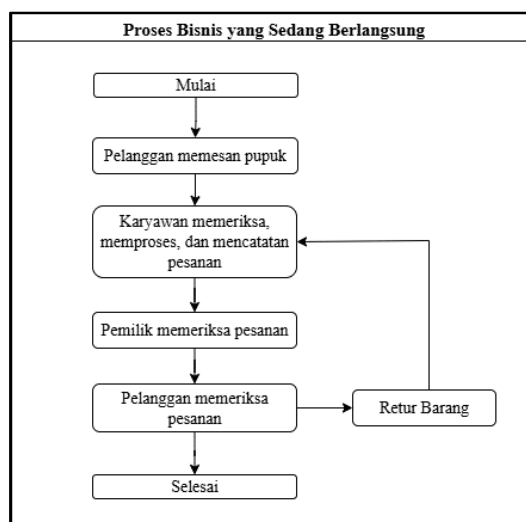 Proses Bisnis yang Sedang Berlangsung
Mulai
Pelanggan memesan pupuk
Karyawan memeriksa,
memproses, dan mencatatan
pesanan
Pemilik memeriksa pesanan
Pelanggan memeriksa
pesanan
Retur Barang
Selesai